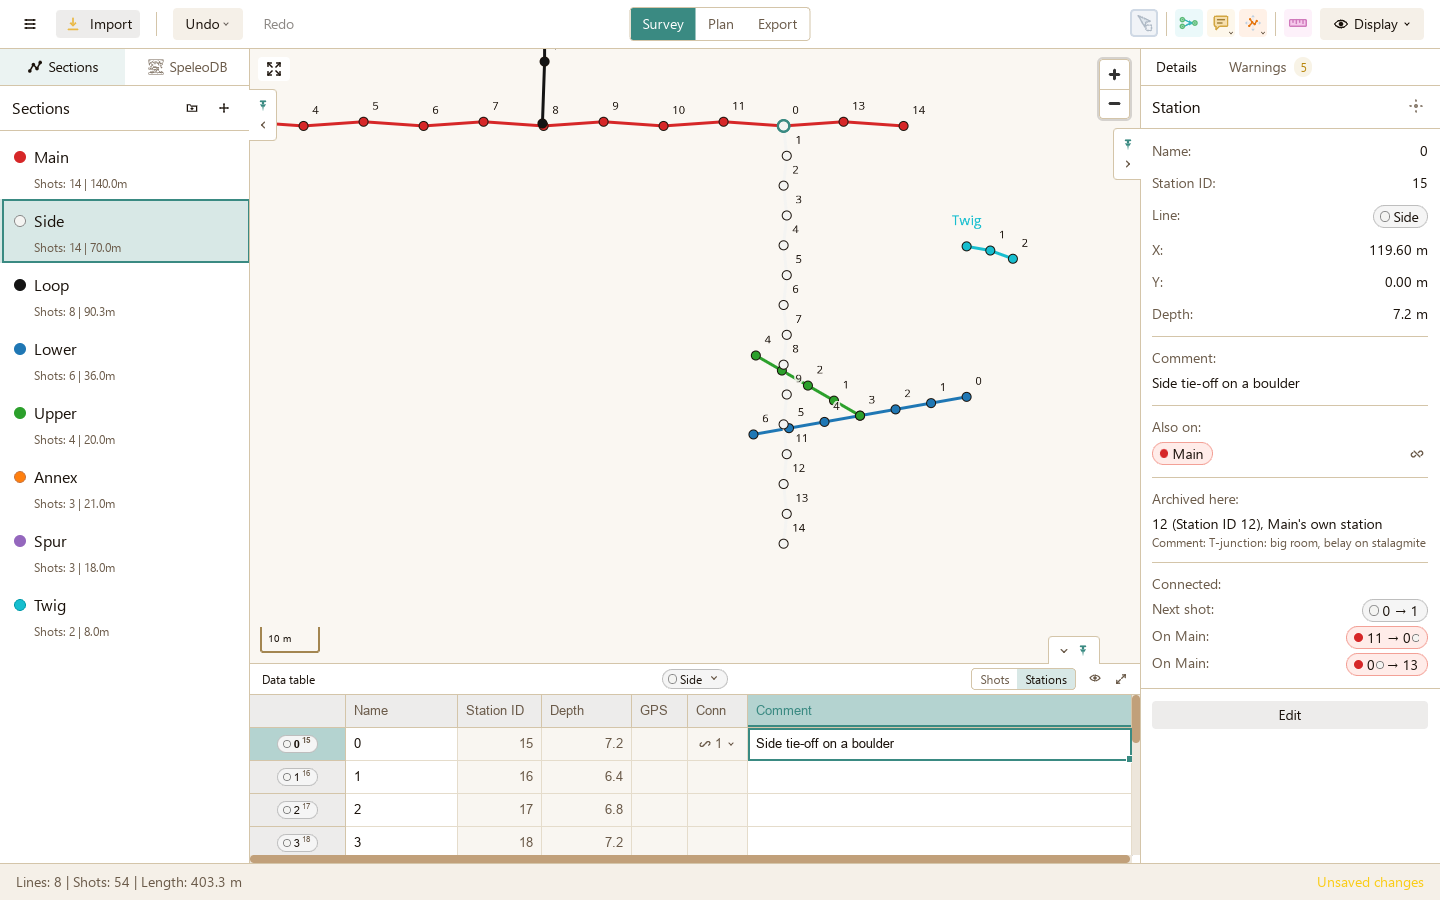 Import
Undo
Redo
Survey
Plan
Export
Display
Sections
SpeleoDB
Sections
Main
Shots: 14 | 140.0m
Side
Shots: 14 | 70.0m
Loop
Shots: 8 | 90.3m
Lower
Shots: 6 | 36.0m
Upper
Shots: 4 | 20.0m
Annex
Shots: 3 | 21.0m
Spur
Shots: 3 | 18.0m
Twig
Shots: 2 | 8.0m
4
5
6
7
8
9
10
11
0
13
14
1
2
3
4
5
6
7
8
9
11
12
13
14
Twig
1
2
4
2
1
6
5
4
3
2
1
0
10 m
Data table
Side
Shots
Stations
Name
Station ID
Depth
GPS
Conn
Comment
0 15
0
15
7.2
1
Side tie-off on a boulder
1 16
1
16
6.4
2 17
2
17
6.8
3 18
3
18
7.2
Details
Warnings
5
Station
Name:
0
Station ID:
15
Line:
Side
X:
119.60 m
Y:
0.00 m
Depth:
7.2 m
Comment:
Side tie-off on a boulder
Also on:
Main
Archived here:
12 (Station ID 12), Main's own station
Comment: T-junction: big room, belay on stalagmite
Connected:
Next shot:
0 → 1
On Main:
11 → 0
On Main:
0 → 13
Edit
Lines: 8 | Shots: 54 | Length: 403.3 m
Unsaved changes